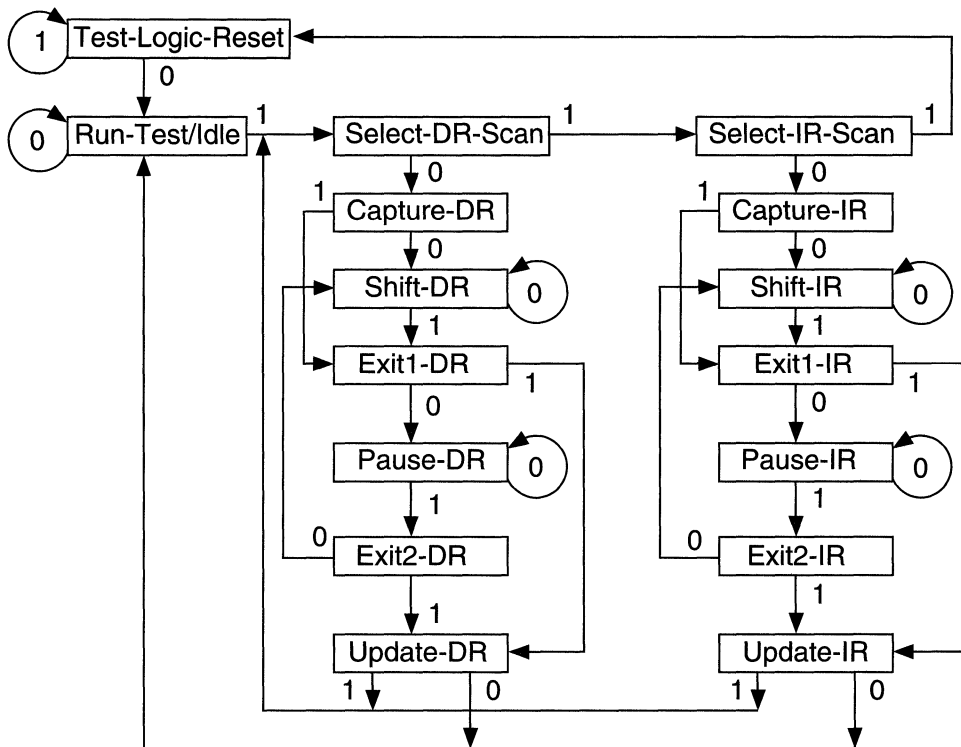 1 Test-Logic-Reset
0
0 Run-Test/Idle 1 Select-DR-Scan 1 Select-IR-Scan 1
0 0
1 Capture-DR 1 Capture-IR
0 0
Shift-DR 0 Shift-IR 0
1 1
Exit1-DR 1 Exit1-IR 1
0 0
Pause-DR 0 Pause-IR 0
1 1
0 Exit2-DR 0 Exit2-IR
1 1
Update-DR Update-IR
1 0 1 0